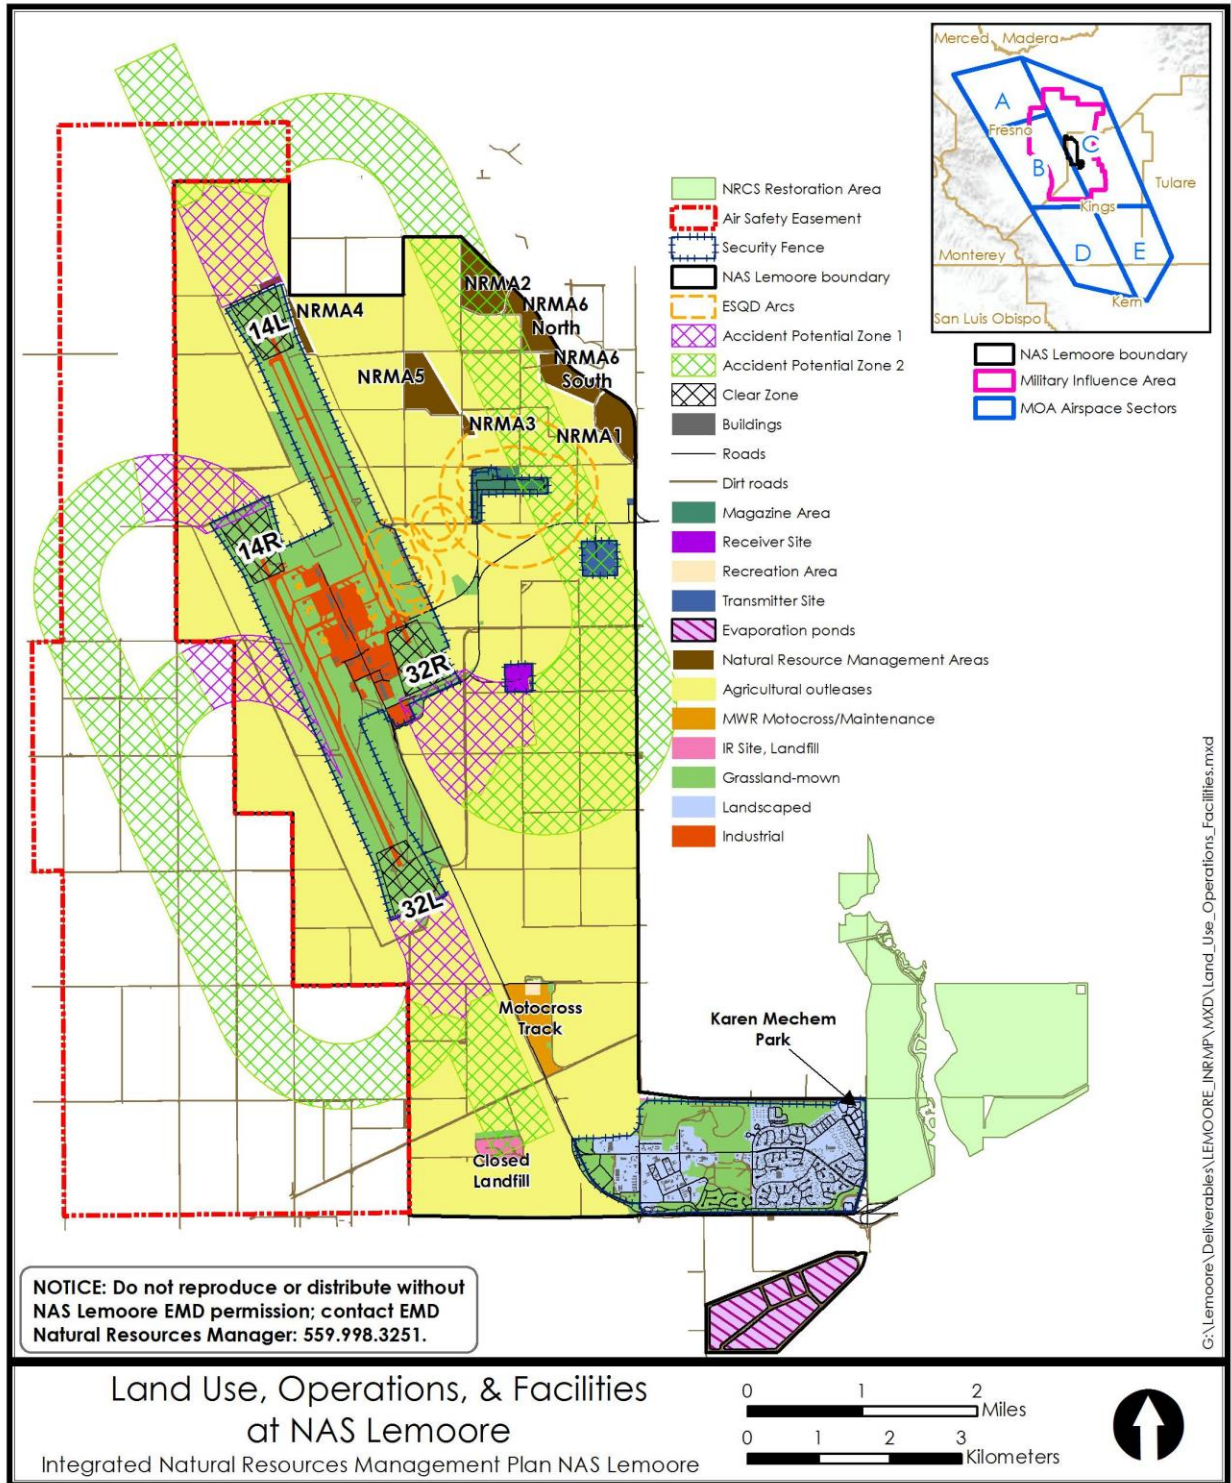 Merced
Madera
A
Fresno
C
B
Tulare
Kings
Monterey
D
E
Kern
San Luis Obispo
NAS Lemoore boundary
Military Influence Area
MOA Airspace Sectors
NRCS Restoration Area
Air Safety Easement
Security Fence
NAS Lemoore boundary
ESQD Arcs
Accident Potential Zone 1
Accident Potential Zone 2
Clear Zone
Buildings
Roads
Dirt roads
Magazine Area
Receiver Site
Recreation Area
Transmitter Site
Evaporation ponds
Natural Resource Management Areas
Agricultural outleases
MWR Motocross/Maintenance
IR Site, Landfill
Grassland-mown
Landscaped
Industrial
NRMA2
NRMA6
North
NRMA4
14L
NRMA6
South
NRMA5
NRMA3
NRMA1
14R
32R
32L
Motocross
Track
Karen Mechem
Park
Closed
Landfill
G:\Lemoore\Deliverables\LEMOORE_INRMP\MXD\Land_Use_Operations_Facilities.mxd
NOTICE: Do not reproduce or distribute without
NAS Lemoore EMD permission; contact EMD
Natural Resources Manager: 559.998.3251.
Land Use, Operations, & Facilities
at NAS Lemoore
Integrated Natural Resources Management Plan NAS Lemoore
0 1 2
Miles
0 1 2 3
Kilometers